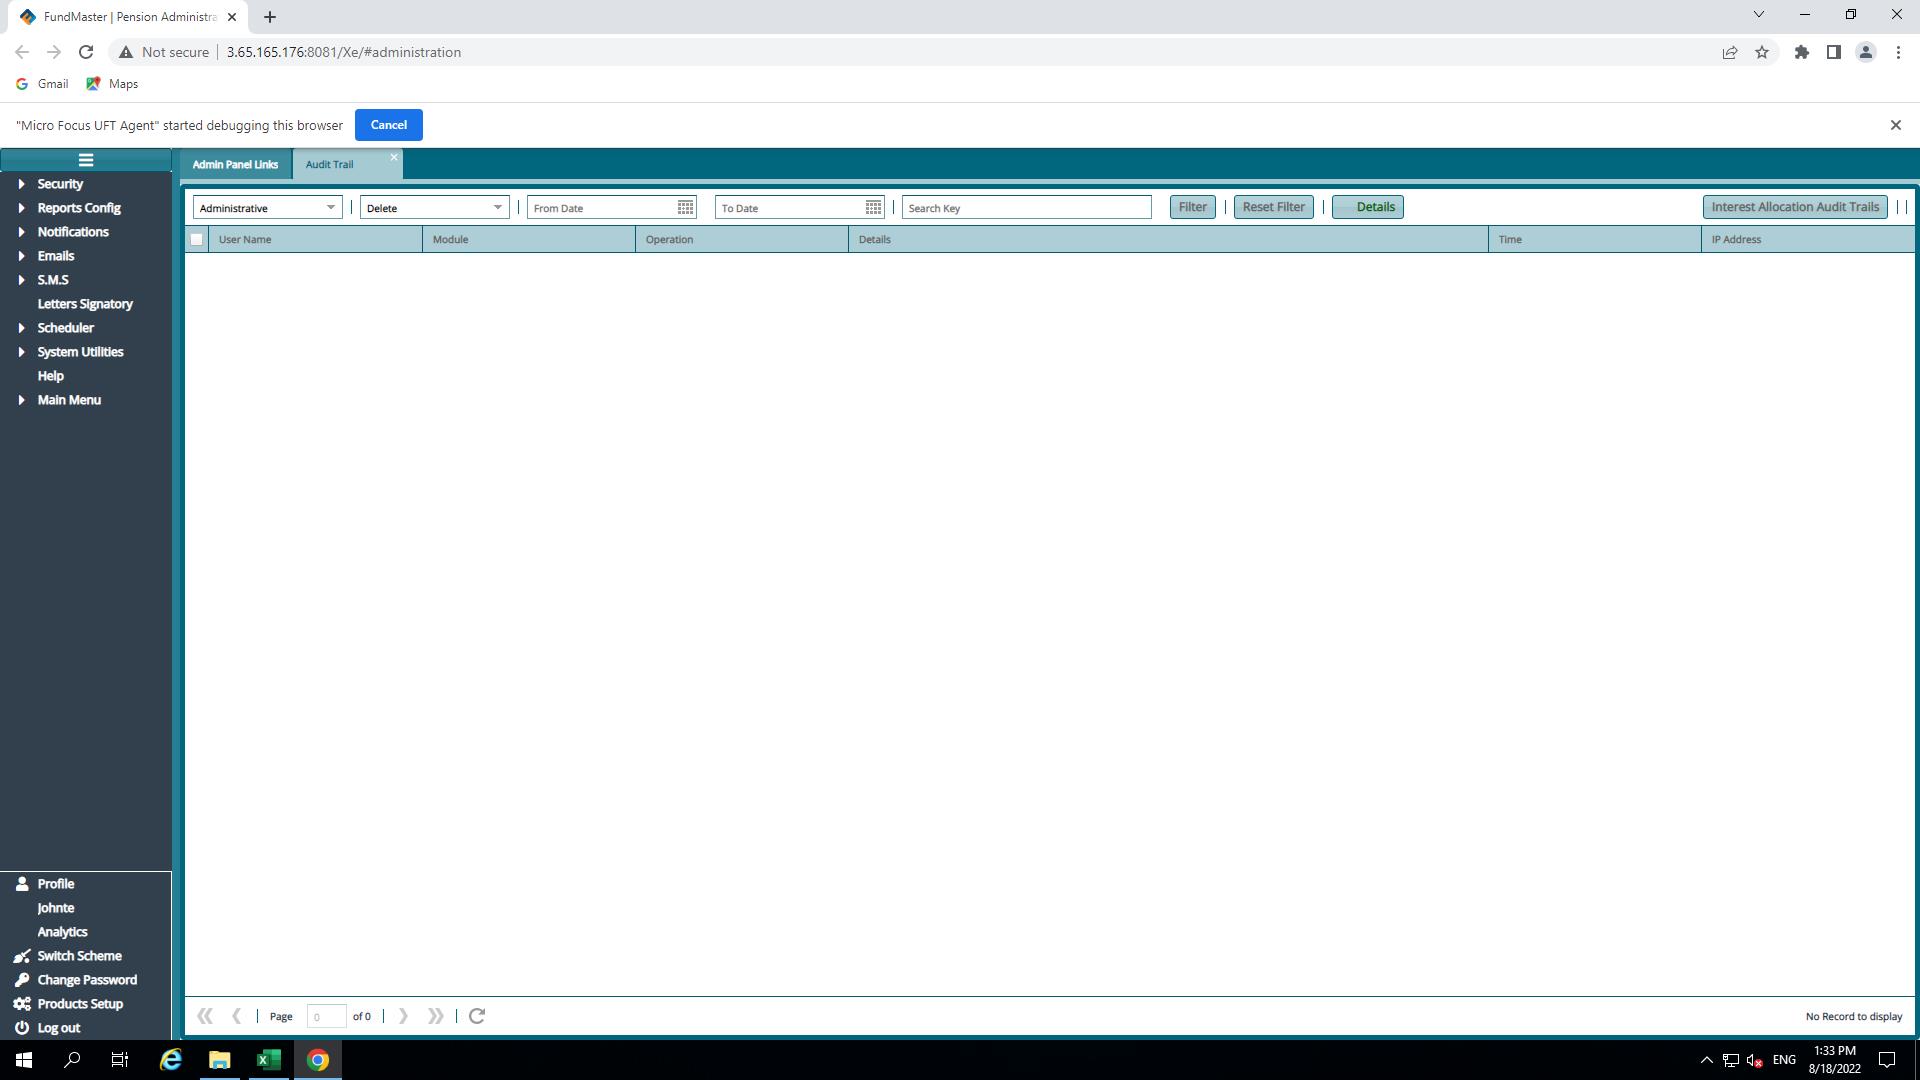 FundMaster | Pension Administra
Not secure
3.65.165.176:8081/Xe/#administration
Gmail
Maps
"Micro Focus UFT Agent" started debugging this browser
Cancel
Admin Panel Links
Audit Trail
Security
Reports Config
Notifications
Emails
S.M.S
Letters Signatory
Scheduler
System Utilities
Help
Main Menu
Administrative
Delete
From Date
To Date
Search Key
Filter
Reset Filter
Details
Interest Allocation Audit Trails
User Name
Module
Operation
Details
Time
IP Address
Profile
Johnte
Analytics
Switch Scheme
Change Password
Products Setup
Log out
Page
0
of 0
No Record to display
ENG
1:33 PM
8/18/2022